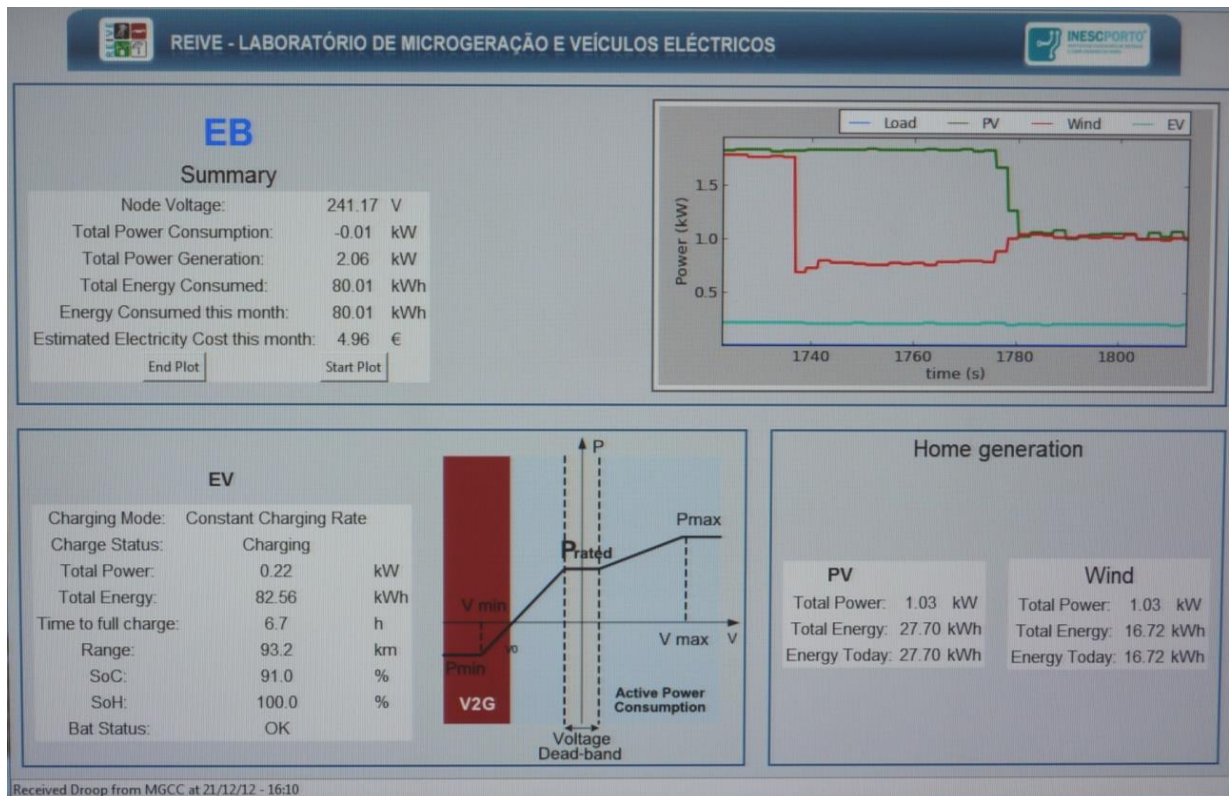 REIVE
REIVE - LABORATÓRIO DE MICROGERAÇÃO E VEÍCULOS ELÉCTRICOS
INESCPORTO
EB
Summary
Node Voltage: 241.17 V
Total Power Consumption: -0.01 kW
Total Power Generation: 2.06 kW
Total Energy Consumed: 80.01 kWh
Energy Consumed this month: 80.01 kWh
Estimated Electricity Cost this month: 4.96 €
End Plot Start Plot
Load PV Wind EV
Power (kW)
1.5
1.0
0.5
1740 1760 1780 1800
time (s)
EV
Charging Mode: Constant Charging Rate
Charge Status: Charging
Total Power: 0.22 kW
Total Energy: 82.56 kWh
Time to full charge: 6.7 h
Range: 93.2 km
SoC: 91.0 %
SoH: 100.0 %
Bat Status: OK
P
Pmax
Prated
V min
V max V
Pmin
V0
V2G
Active Power
Consumption
Voltage
Dead-band
Home generation
PV
Total Power: 1.03 kW
Total Energy: 27.70 kWh
Energy Today: 27.70 kWh
Wind
Total Power: 1.03 kW
Total Energy: 16.72 kWh
Energy Today: 16.72 kWh
Received Droop from MGCC at 21/12/12 - 16:10